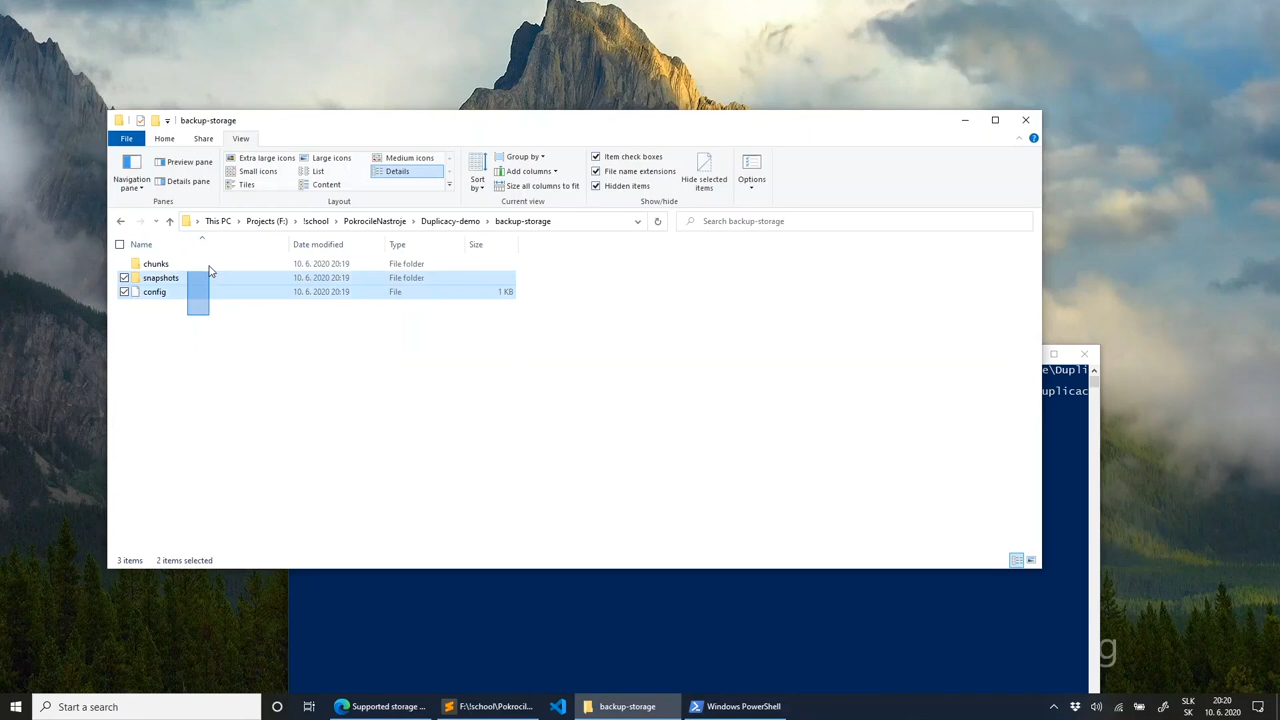 backup-storage
File
Home
Share
View
Navigation pane
Preview pane
Details pane
Panes
Extra large icons
Large icons
Medium icons
Small icons
List
Details
Tiles
Content
Layout
Sort by
Group by
Add columns
Size all columns to fit
Current view
Item check boxes
File name extensions
Hidden items
Hide selected items
Show/hide
Options
This PC > Projects (F:) > !school > PokrocileNastroje > Duplicacy-demo > backup-storage
Search backup-storage
Name Date modified Type Size
chunks 10. 6. 2020 20:19 File folder
snapshots 10. 6. 2020 20:19 File folder
config 10. 6. 2020 20:19 File 1 KB
3 items 2 items selected
e\Dupli
uplicac
g
Start a search
Supported storage ...
F:\!school\Pokrocil...
backup-storage
Windows PowerShell
SLK
SK
20:20
10. 6. 2020